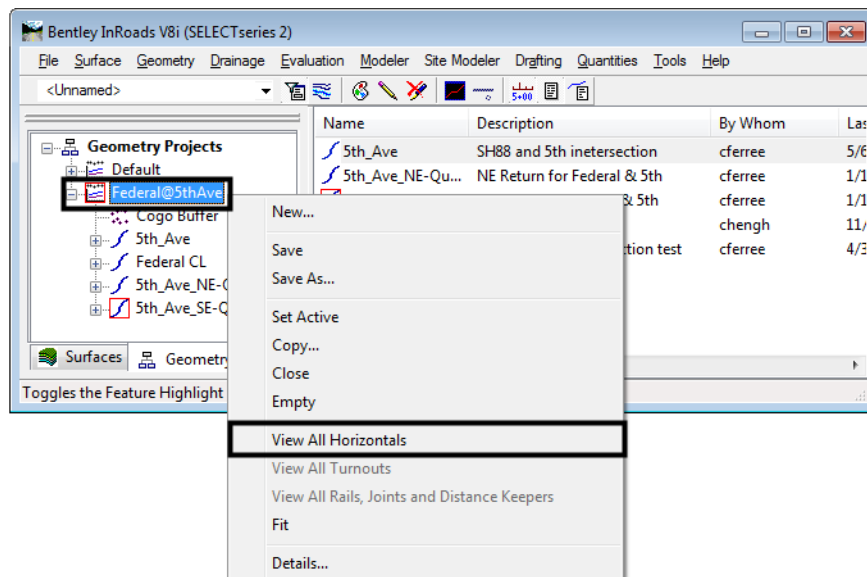 Bentley InRoads V8i (SELECTseries 2)
File Surface Geometry Drainage Evaluation Modeler Site Modeler Drafting Quantities Tools Help
<Unnamed>
5+00
Name Description By Whom Las
Geometry Projects
5th_Ave SH88 and 5th inetersection cferree 5/6
Default
5th_Ave_NE-Qu... NE Return for Federal & 5th cferree 1/1
Federal@5thAve
& 5th cferree 1/1
Cogo Buffer
chengh 11/
5th_Ave
ction test cferree 4/3
Federal CL
5th_Ave_NE-Q
5th_Ave_SE-Q
Surfaces Geometr
Toggles the Feature Highlight
New...
Save
Save As...
Set Active
Copy...
Close
Empty
View All Horizontals
View All Turnouts
View All Rails, Joints and Distance Keepers
Fit
Details...